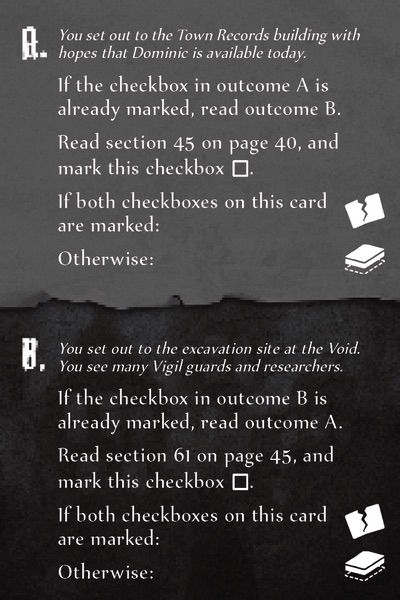 A. You set out to the Town Records building with
hopes that Dominic is available today.
If the checkbox in outcome A is
already marked, read outcome B.
Read section 45 on page 40, and
mark this checkbox □.
If both checkboxes on this card
are marked:
Otherwise:
B. You set out to the excavation site at the Void.
You see many Vigil guards and researchers.
If the checkbox in outcome B is
already marked, read outcome A.
Read section 61 on page 45, and
mark this checkbox □.
If both checkboxes on this card
are marked:
Otherwise: